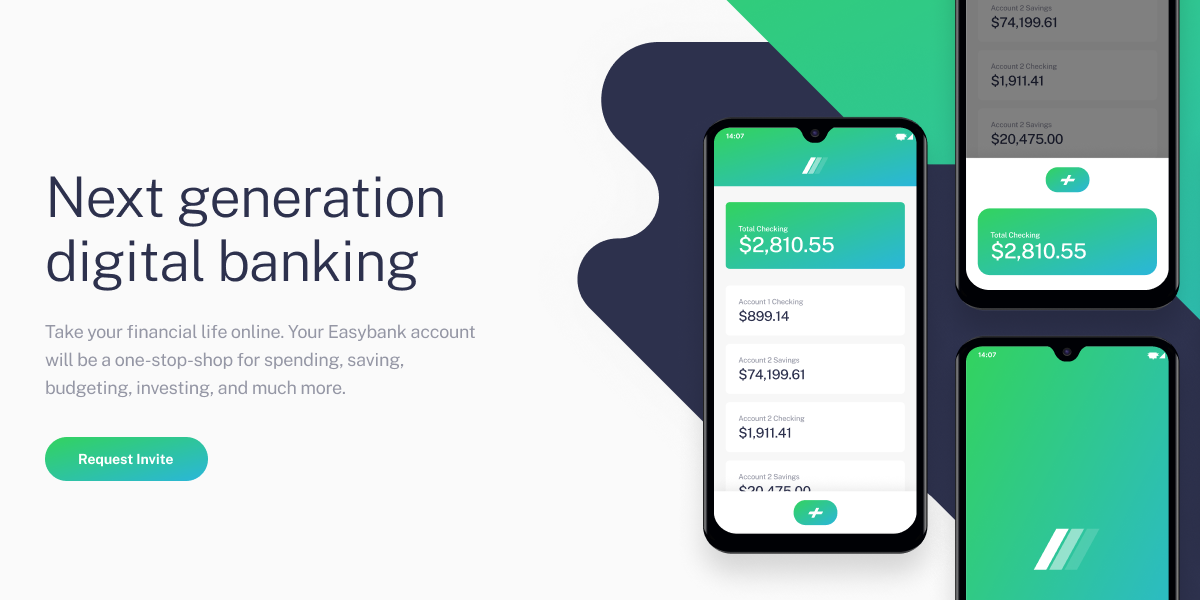 Next generation
digital banking
Take your financial life online. Your Easybank account
will be a one-stop-shop for spending, saving,
budgeting, investing, and much more.
Request Invite
14:07
Total Checking
$2,810.55
Account 1 Checking
$899.14
Account 2 Savings
$74,199.61
Account 2 Checking
$1,911.41
Account 2 Savings
$20,475.00
Account 2 Savings
$74,199.61
Account 2 Checking
$1,911.41
Account 2 Savings
$20,475.00
Total Checking
$2,810.55
14:07